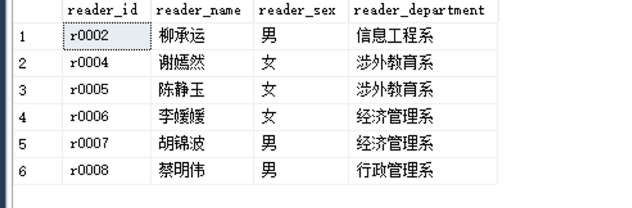 reader_id reader_name reader_sex reader_department
1 r0002 柳承运 男 信息工程系
2 r0004 谢嫣然 女 涉外教育系
3 r0005 陈静玉 女 涉外教育系
4 r0006 李媛媛 女 经济管理系
5 r0007 胡锦波 男 经济管理系
6 r0008 蔡明伟 男 行政管理系